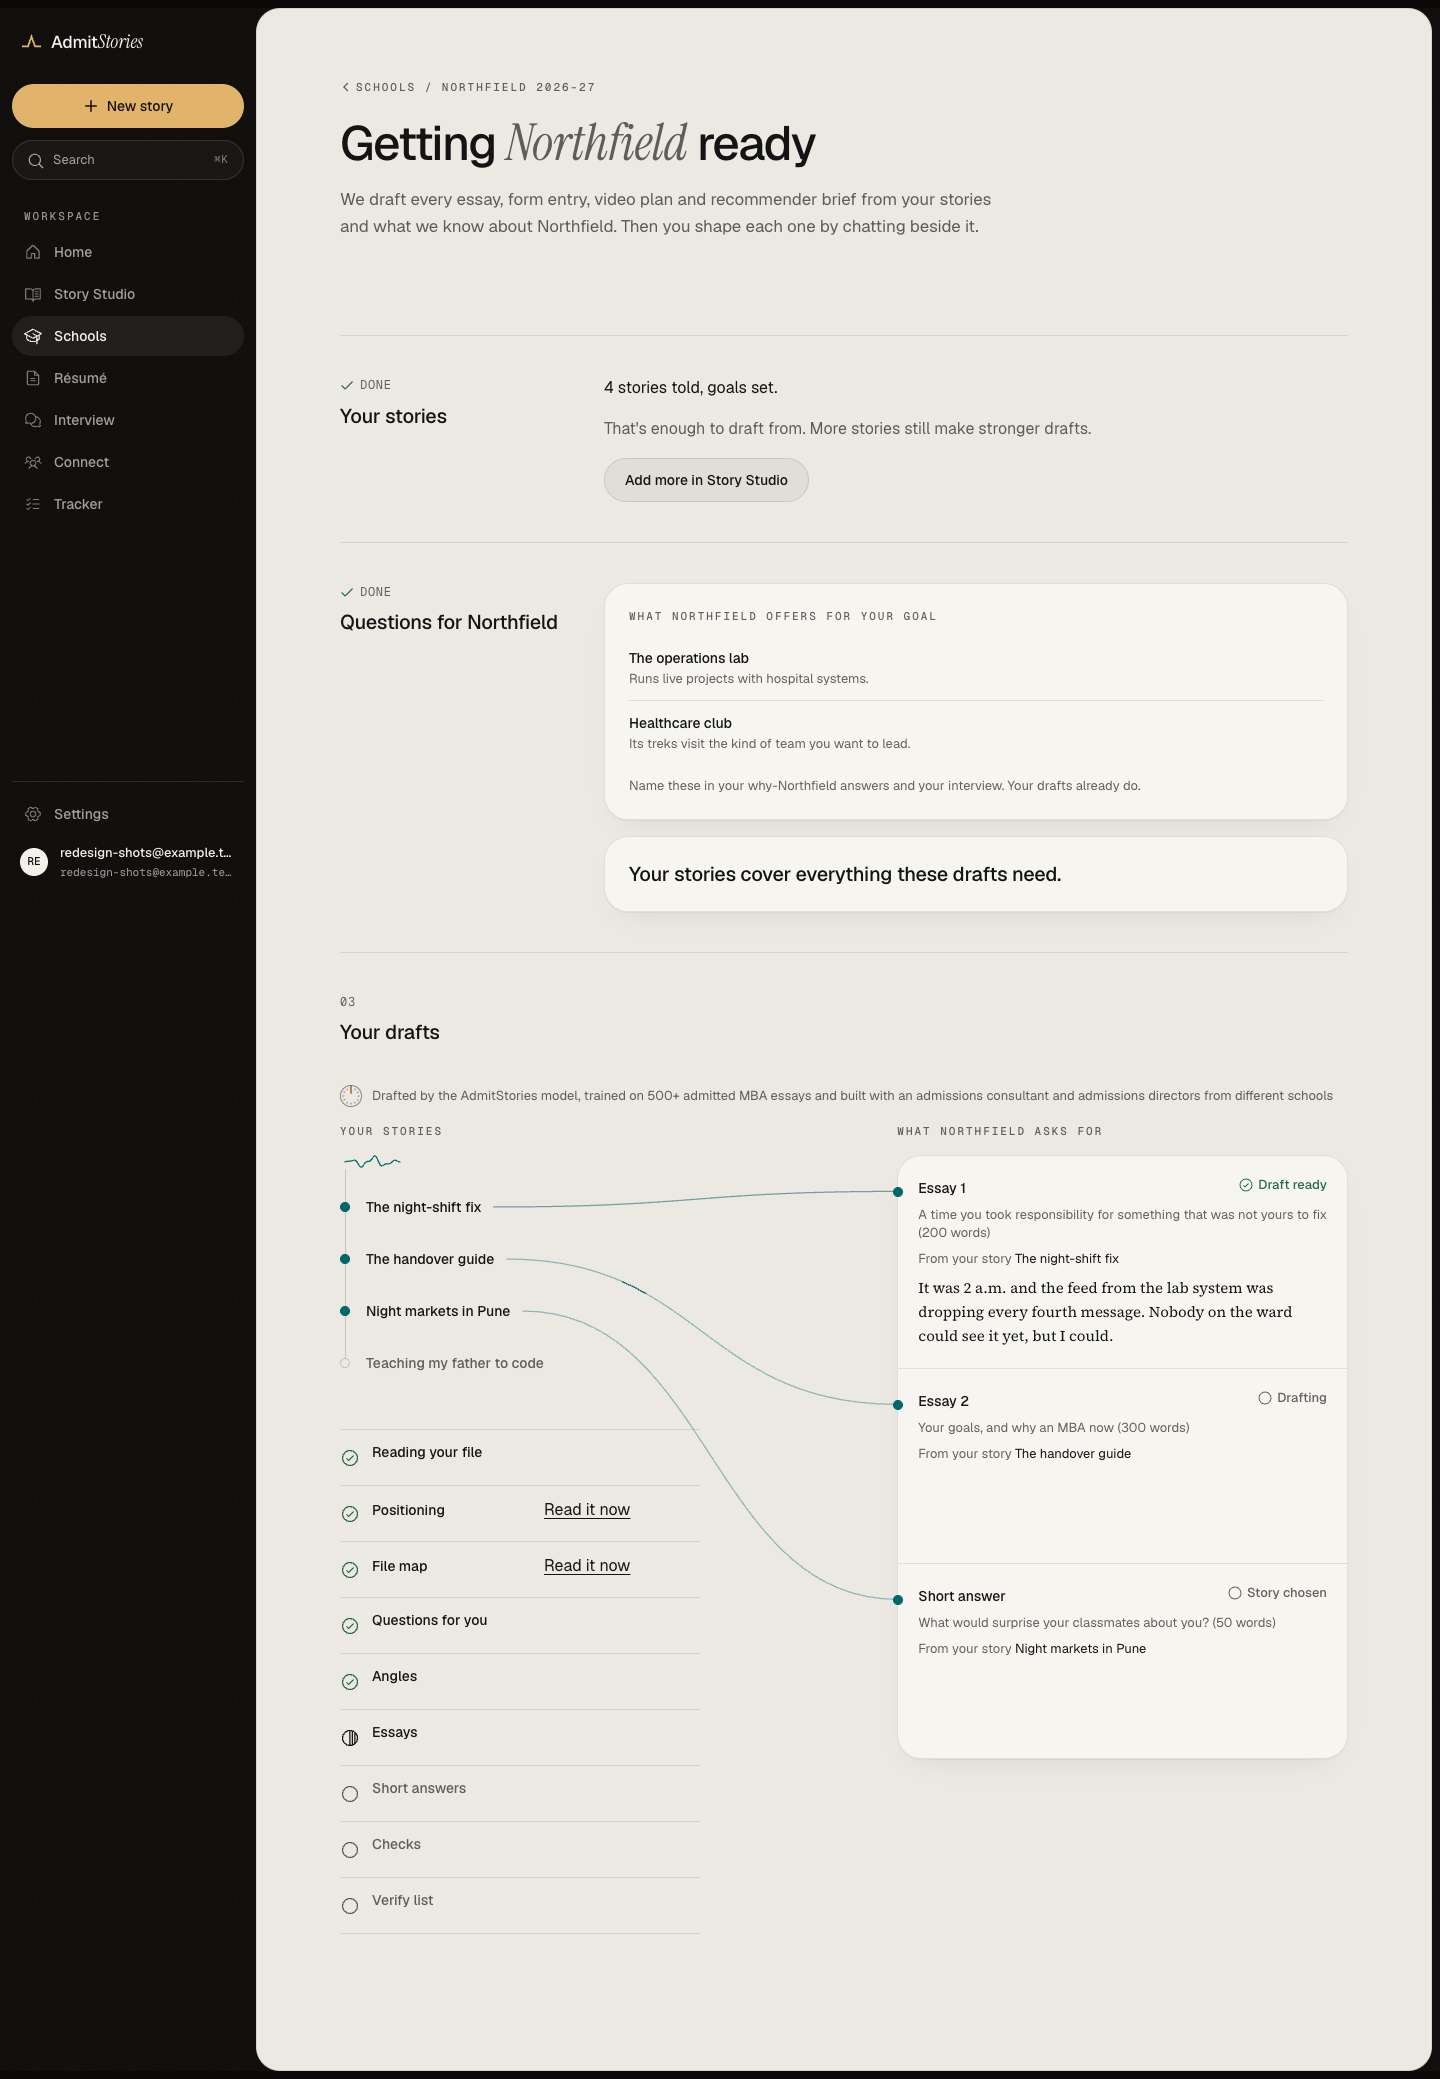 AdmitStories
New story
Search ⌘K
WORKSPACE
Home
Story Studio
Schools
Résumé
Interview
Connect
Tracker
Settings
RE
redesign-shots@example.t…
redesign-shots@example.te…
SCHOOLS / NORTHFIELD 2026-27
Getting Northfield ready
We draft every essay, form entry, video plan and recommender brief from your stories
and what we know about Northfield. Then you shape each one by chatting beside it.
DONE
Your stories
4 stories told, goals set.
That's enough to draft from. More stories still make stronger drafts.
Add more in Story Studio
DONE
Questions for Northfield
WHAT NORTHFIELD OFFERS FOR YOUR GOAL
The operations lab
Runs live projects with hospital systems.
Healthcare club
Its treks visit the kind of team you want to lead.
Name these in your why-Northfield answers and your interview. Your drafts already do.
Your stories cover everything these drafts need.
03
Your drafts
Drafted by the AdmitStories model, trained on 500+ admitted MBA essays and built with an admissions consultant and admissions directors from different schools
YOUR STORIES
The night-shift fix
The handover guide
Night markets in Pune
Teaching my father to code
Reading your file
Positioning Read it now
File map Read it now
Questions for you
Angles
Essays
Short answers
Checks
Verify list
WHAT NORTHFIELD ASKS FOR
Essay 1 Draft ready
A time you took responsibility for something that was not yours to fix
(200 words)
From your story The night-shift fix
It was 2 a.m. and the feed from the lab system was
dropping every fourth message. Nobody on the ward
could see it yet, but I could.
Essay 2 Drafting
Your goals, and why an MBA now (300 words)
From your story The handover guide
Short answer Story chosen
What would surprise your classmates about you? (50 words)
From your story Night markets in Pune